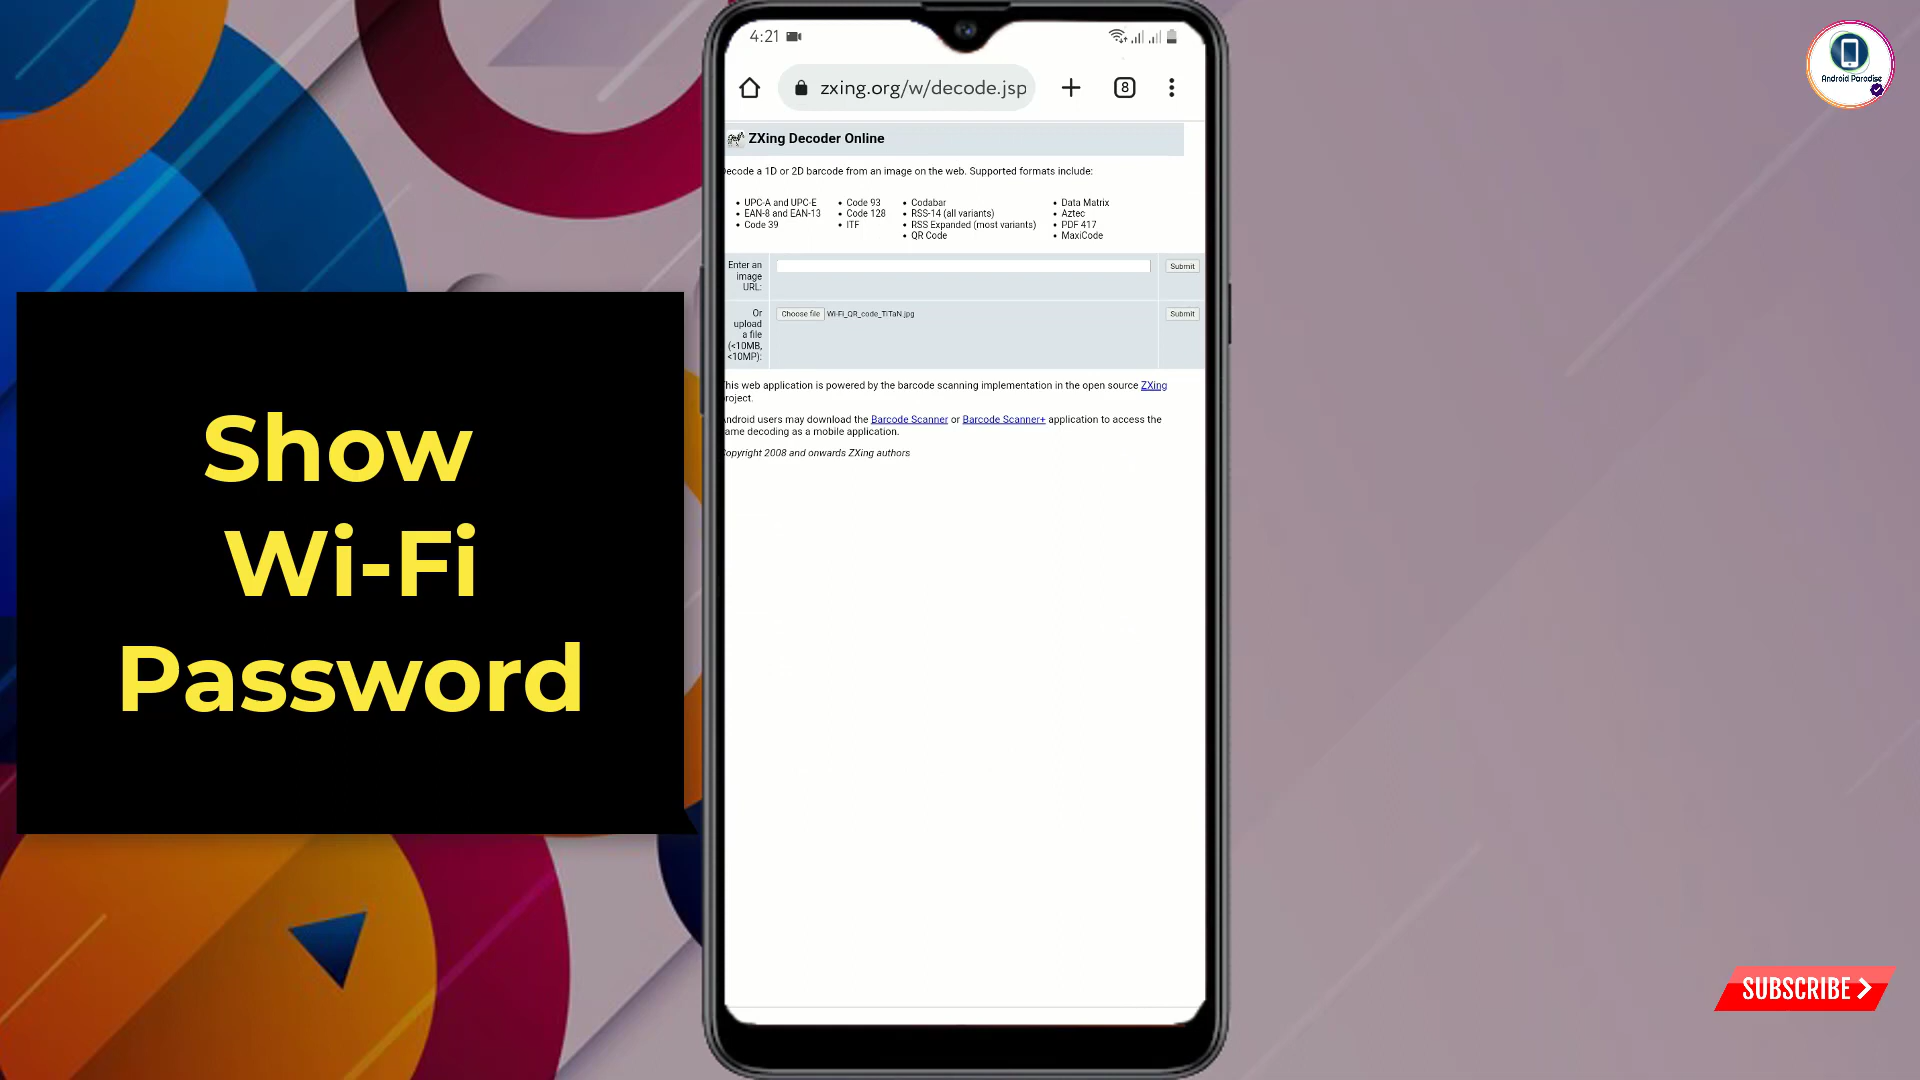 4:21
zxing.org/w/decode.jsp
8
Android Paradise
ZXing Decoder Online
ecode a 1D or 2D barcode from an image on the web. Supported formats include:
• UPC-A and UPC-E
• EAN-8 and EAN-13
• Code 39
• Code 93
• Code 128
• ITF
• Codabar
• RSS-14 (all variants)
• RSS Expanded (most variants)
• QR Code
• Data Matrix
• Aztec
• PDF 417
• MaxiCode
Enter an
image
URL:
Submit
Or
upload
a file
(<10MB,
<10MP):
Choose file Wi-Fi_QR_code_TiTaN.jpg
Submit
his web application is powered by the barcode scanning implementation in the open source ZXing
roject.
ndroid users may download the Barcode Scanner or Barcode Scanner+ application to access the
ame decoding as a mobile application.
opyright 2008 and onwards ZXing authors
Show
Wi-Fi
Password
SUBSCRIBE